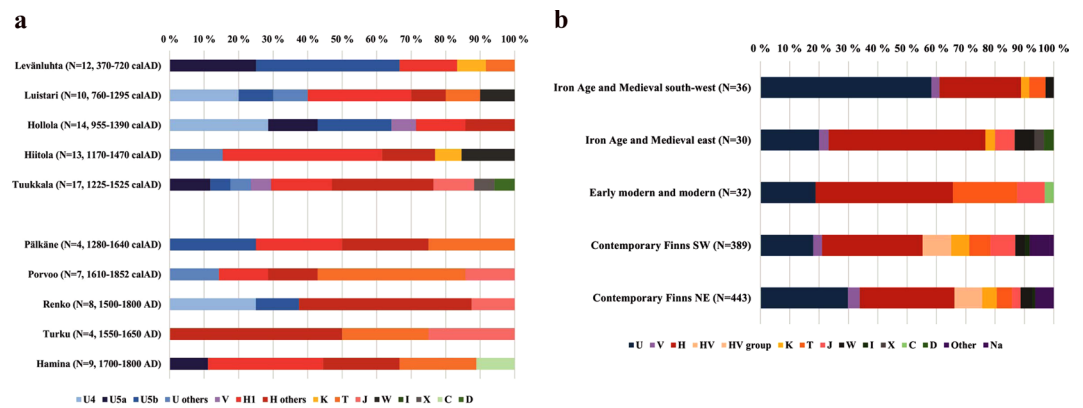 a
0 % 10 % 20 % 30 % 40 % 50 % 60 % 70 % 80 % 90 % 100 %
Levänluhta (N=12, 370-720 calAD)
Luistari (N=10, 760-1295 calAD)
Hollola (N=14, 955-1390 calAD)
Hiitola (N=13, 1170-1470 calAD)
Tuukkala (N=17, 1225-1525 calAD)
Pälkäne (N=4, 1280-1640 calAD)
Porvoo (N=7, 1610-1852 calAD)
Renko (N=8, 1500-1800 AD)
Turku (N=4, 1550-1650 AD)
Hamina (N=9, 1700-1800 AD)
U4 U5a U5b U others V H1 H others K T J W I X C D
b
0 % 10 % 20 % 30 % 40 % 50 % 60 % 70 % 80 % 90 % 100 %
Iron Age and Medieval south-west (N=36)
Iron Age and Medieval east (N=30)
Early modern and modern (N=32)
Contemporary Finns SW (N=389)
Contemporary Finns NE (N=443)
U V H HV HV group K T J W I X C D Other Na